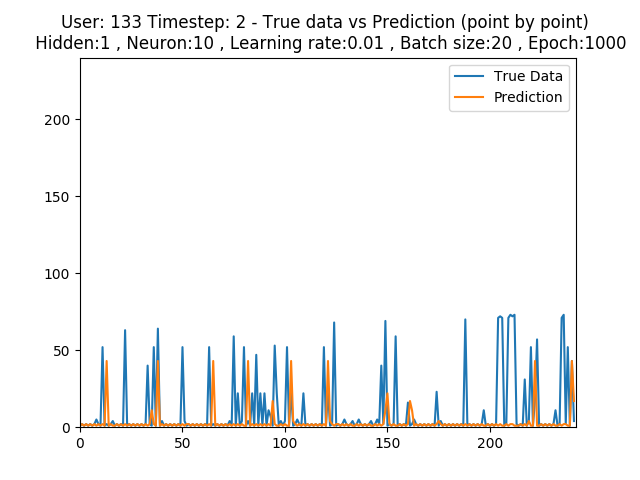 User: 133 Timestep: 2 - True data vs Prediction (point by point)
Hidden:1 , Neuron:10 , Learning rate:0.01 , Batch size:20 , Epoch:1000
True Data
Prediction
200
150
100
50
0
0 50 100 150 200